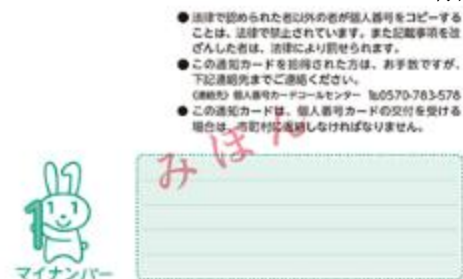 ●法律で認められた者以外の者が個人番号をコピーする
ことは、法律で禁止されています。また記載事項を改
ざんした者は、法律により罰せられます。
●この通知カードを拾得された方は、お手数ですが、
下記連絡先までご連絡ください。
《連絡先》個人番号カードコールセンター ℡0570-783-578
●この通知カードは、個人番号カードの交付を受ける
場合は、市町村に返納しなければなりません。
みほん
1
マイナンバー